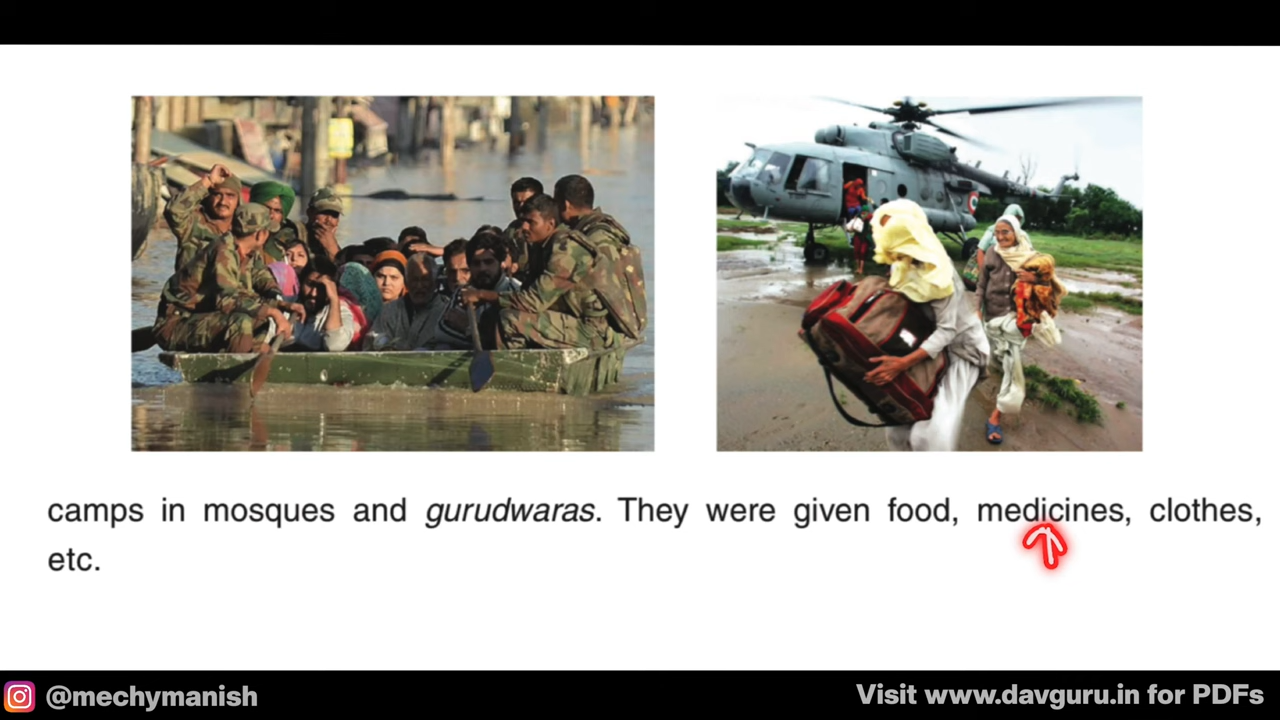 camps in mosques and gurudwaras. They were given food, medicines, clothes,
etc.
@mechymanish
Visit www.davguru.in for PDFs